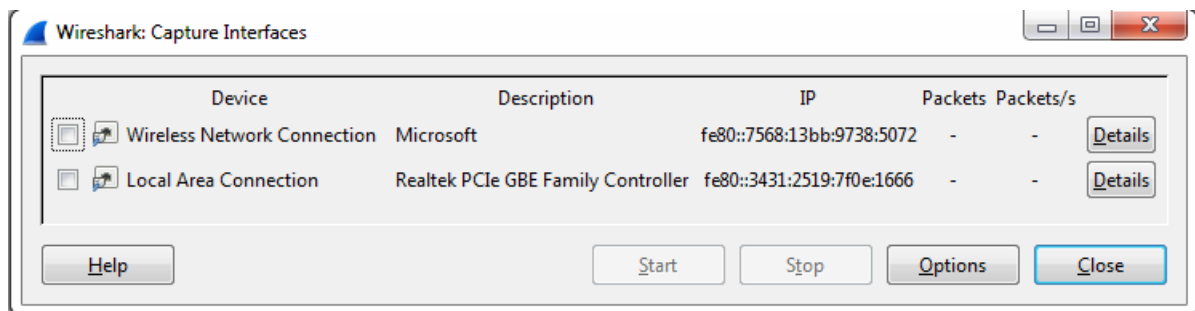 Wireshark: Capture Interfaces
Device Description IP Packets Packets/s
Wireless Network Connection Microsoft fe80::7568:13bb:9738:5072 - - Details
Local Area Connection Realtek PCIe GBE Family Controller fe80::3431:2519:7f0e:1666 - - Details
Help Start Stop Options Close